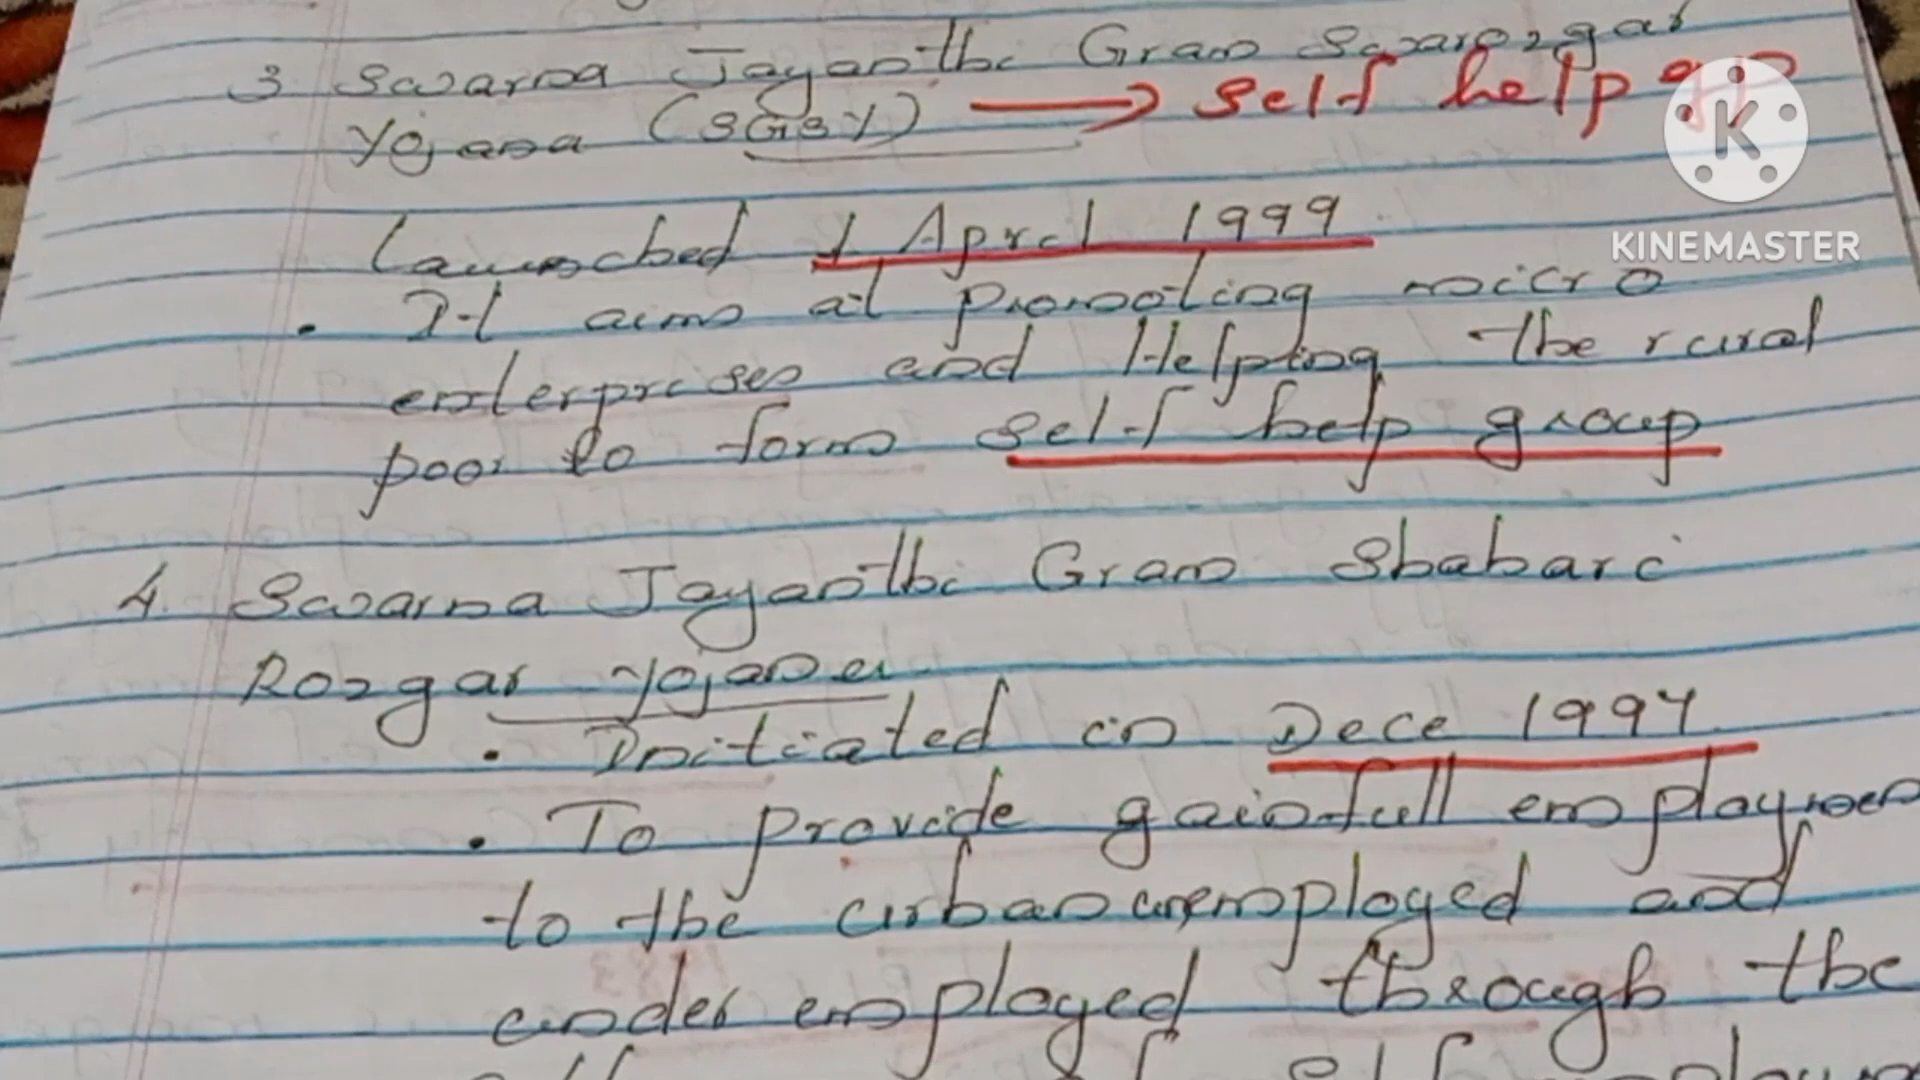 3 Swarna Jayanthi Gram Swarozgar
Yojana (SGSY) → Self help gp
Launched 1 April 1999
• It aims at promoting micro
enterprises and Helping the rural
poor to form self help group
4. Swarna Jayanthi Gram Shabari
Rozgar Yojana
• Initiated in Dece 1997
• To provide gainfull employmen
to the urban unemployed and
under employed through the
KINEMASTER